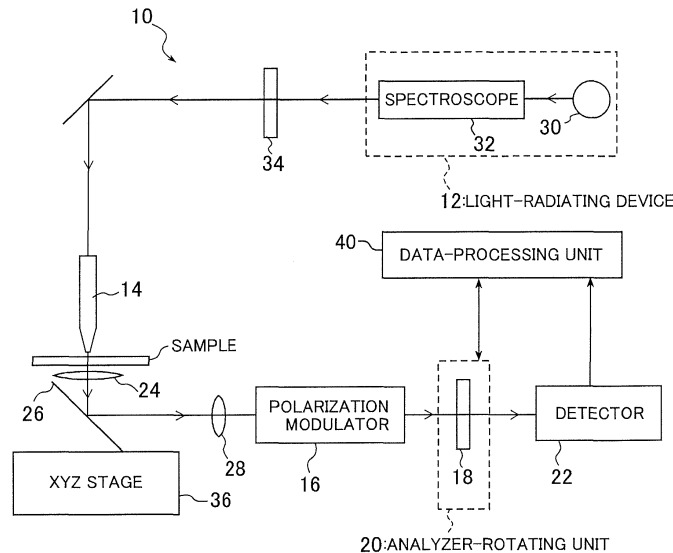 10
SPECTROSCOPE
32
30
34
12:LIGHT-RADIATING DEVICE
40
DATA-PROCESSING UNIT
14
SAMPLE
24
26
28
POLARIZATION
MODULATOR
16
18
DETECTOR
22
XYZ STAGE
36
20:ANALYZER-ROTATING UNIT